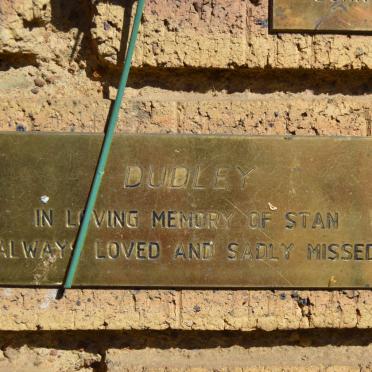 DUDLEY
IN LOVING MEMORY OF STAN
ALWAYS LOVED AND SADLY MISSED